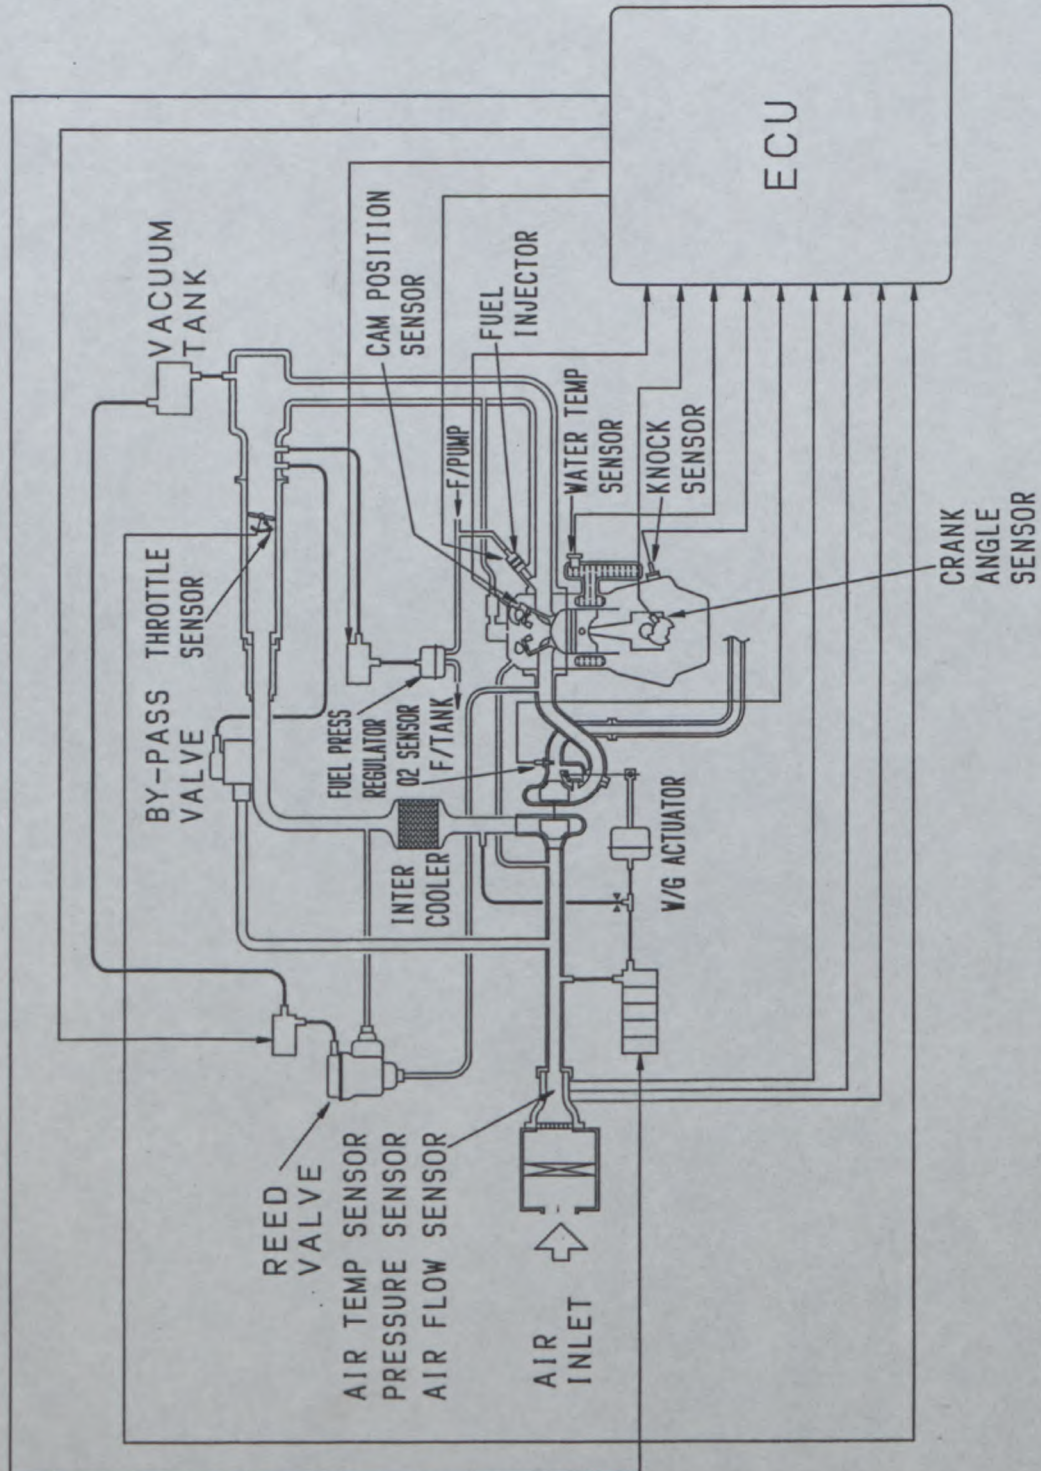 VACUUM
TANK
BY-PASS
VALVE
THROTTLE
SENSOR
CAM POSITION
SENSOR
FUEL
INJECTOR
F/PUMP
WATER TEMP
SENSOR
KNOCK
SENSOR
CRANK
ANGLE
SENSOR
ECU
FUEL PRESS
REGULATOR
O2 SENSOR
F/TANK
INTER
COOLER
W/G ACTUATOR
REED
VALVE
AIR TEMP SENSOR
PRESSURE SENSOR
AIR FLOW SENSOR
AIR
INLET